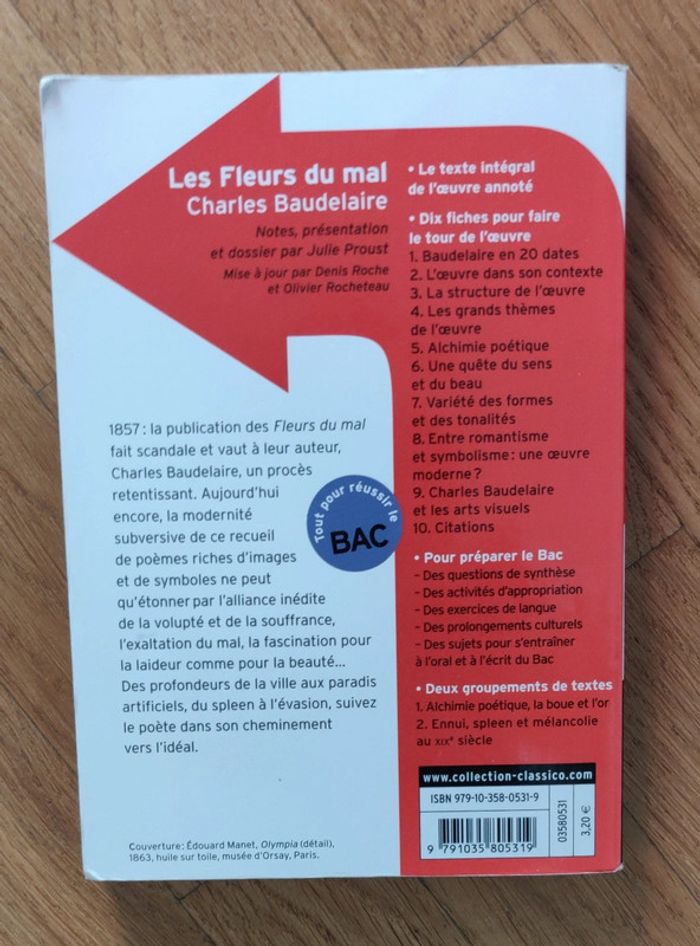 Les Fleurs du mal
Charles Baudelaire
Notes, présentation
et dossier par Julie Proust
Mise à jour par Denis Roche
et Olivier Rocheteau
1857 : la publication des Fleurs du mal
fait scandale et vaut à leur auteur,
Charles Baudelaire, un procès
retentissant. Aujourd'hui
encore, la modernité
subversive de ce recueil
de poèmes riches d'images
et de symboles ne peut
qu'étonner par l'alliance inédite
de la volupté et de la souffrance,
l'exaltation du mal, la fascination pour
la laideur comme pour la beauté...
Des profondeurs de la ville aux paradis
artificiels, du spleen à l'évasion, suivez
le poète dans son cheminement
vers l'idéal.
Tout pour réussir le
BAC
Couverture : Édouard Manet, Olympia (détail),
1863, huile sur toile, musée d'Orsay, Paris.
• Le texte intégral
de l'œuvre annoté
• Dix fiches pour faire
le tour de l'œuvre
1. Baudelaire en 20 dates
2. L'œuvre dans son contexte
3. La structure de l'œuvre
4. Les grands thèmes
de l'œuvre
5. Alchimie poétique
6. Une quête du sens
et du beau
7. Variété des formes
et des tonalités
8. Entre romantisme
et symbolisme : une œuvre
moderne ?
9. Charles Baudelaire
et les arts visuels
10. Citations
• Pour préparer le Bac
– Des questions de synthèse
– Des activités d'appropriation
– Des exercices de langue
– Des prolongements culturels
– Des sujets pour s'entraîner
à l'oral et à l'écrit du Bac
• Deux groupements de textes
1. Alchimie poétique, la boue et l'or
2. Ennui, spleen et mélancolie
au XIXe siècle
www.collection-classico.com
ISBN 979-10-358-0531-9
9 791035 805319
03580531
3,20 €